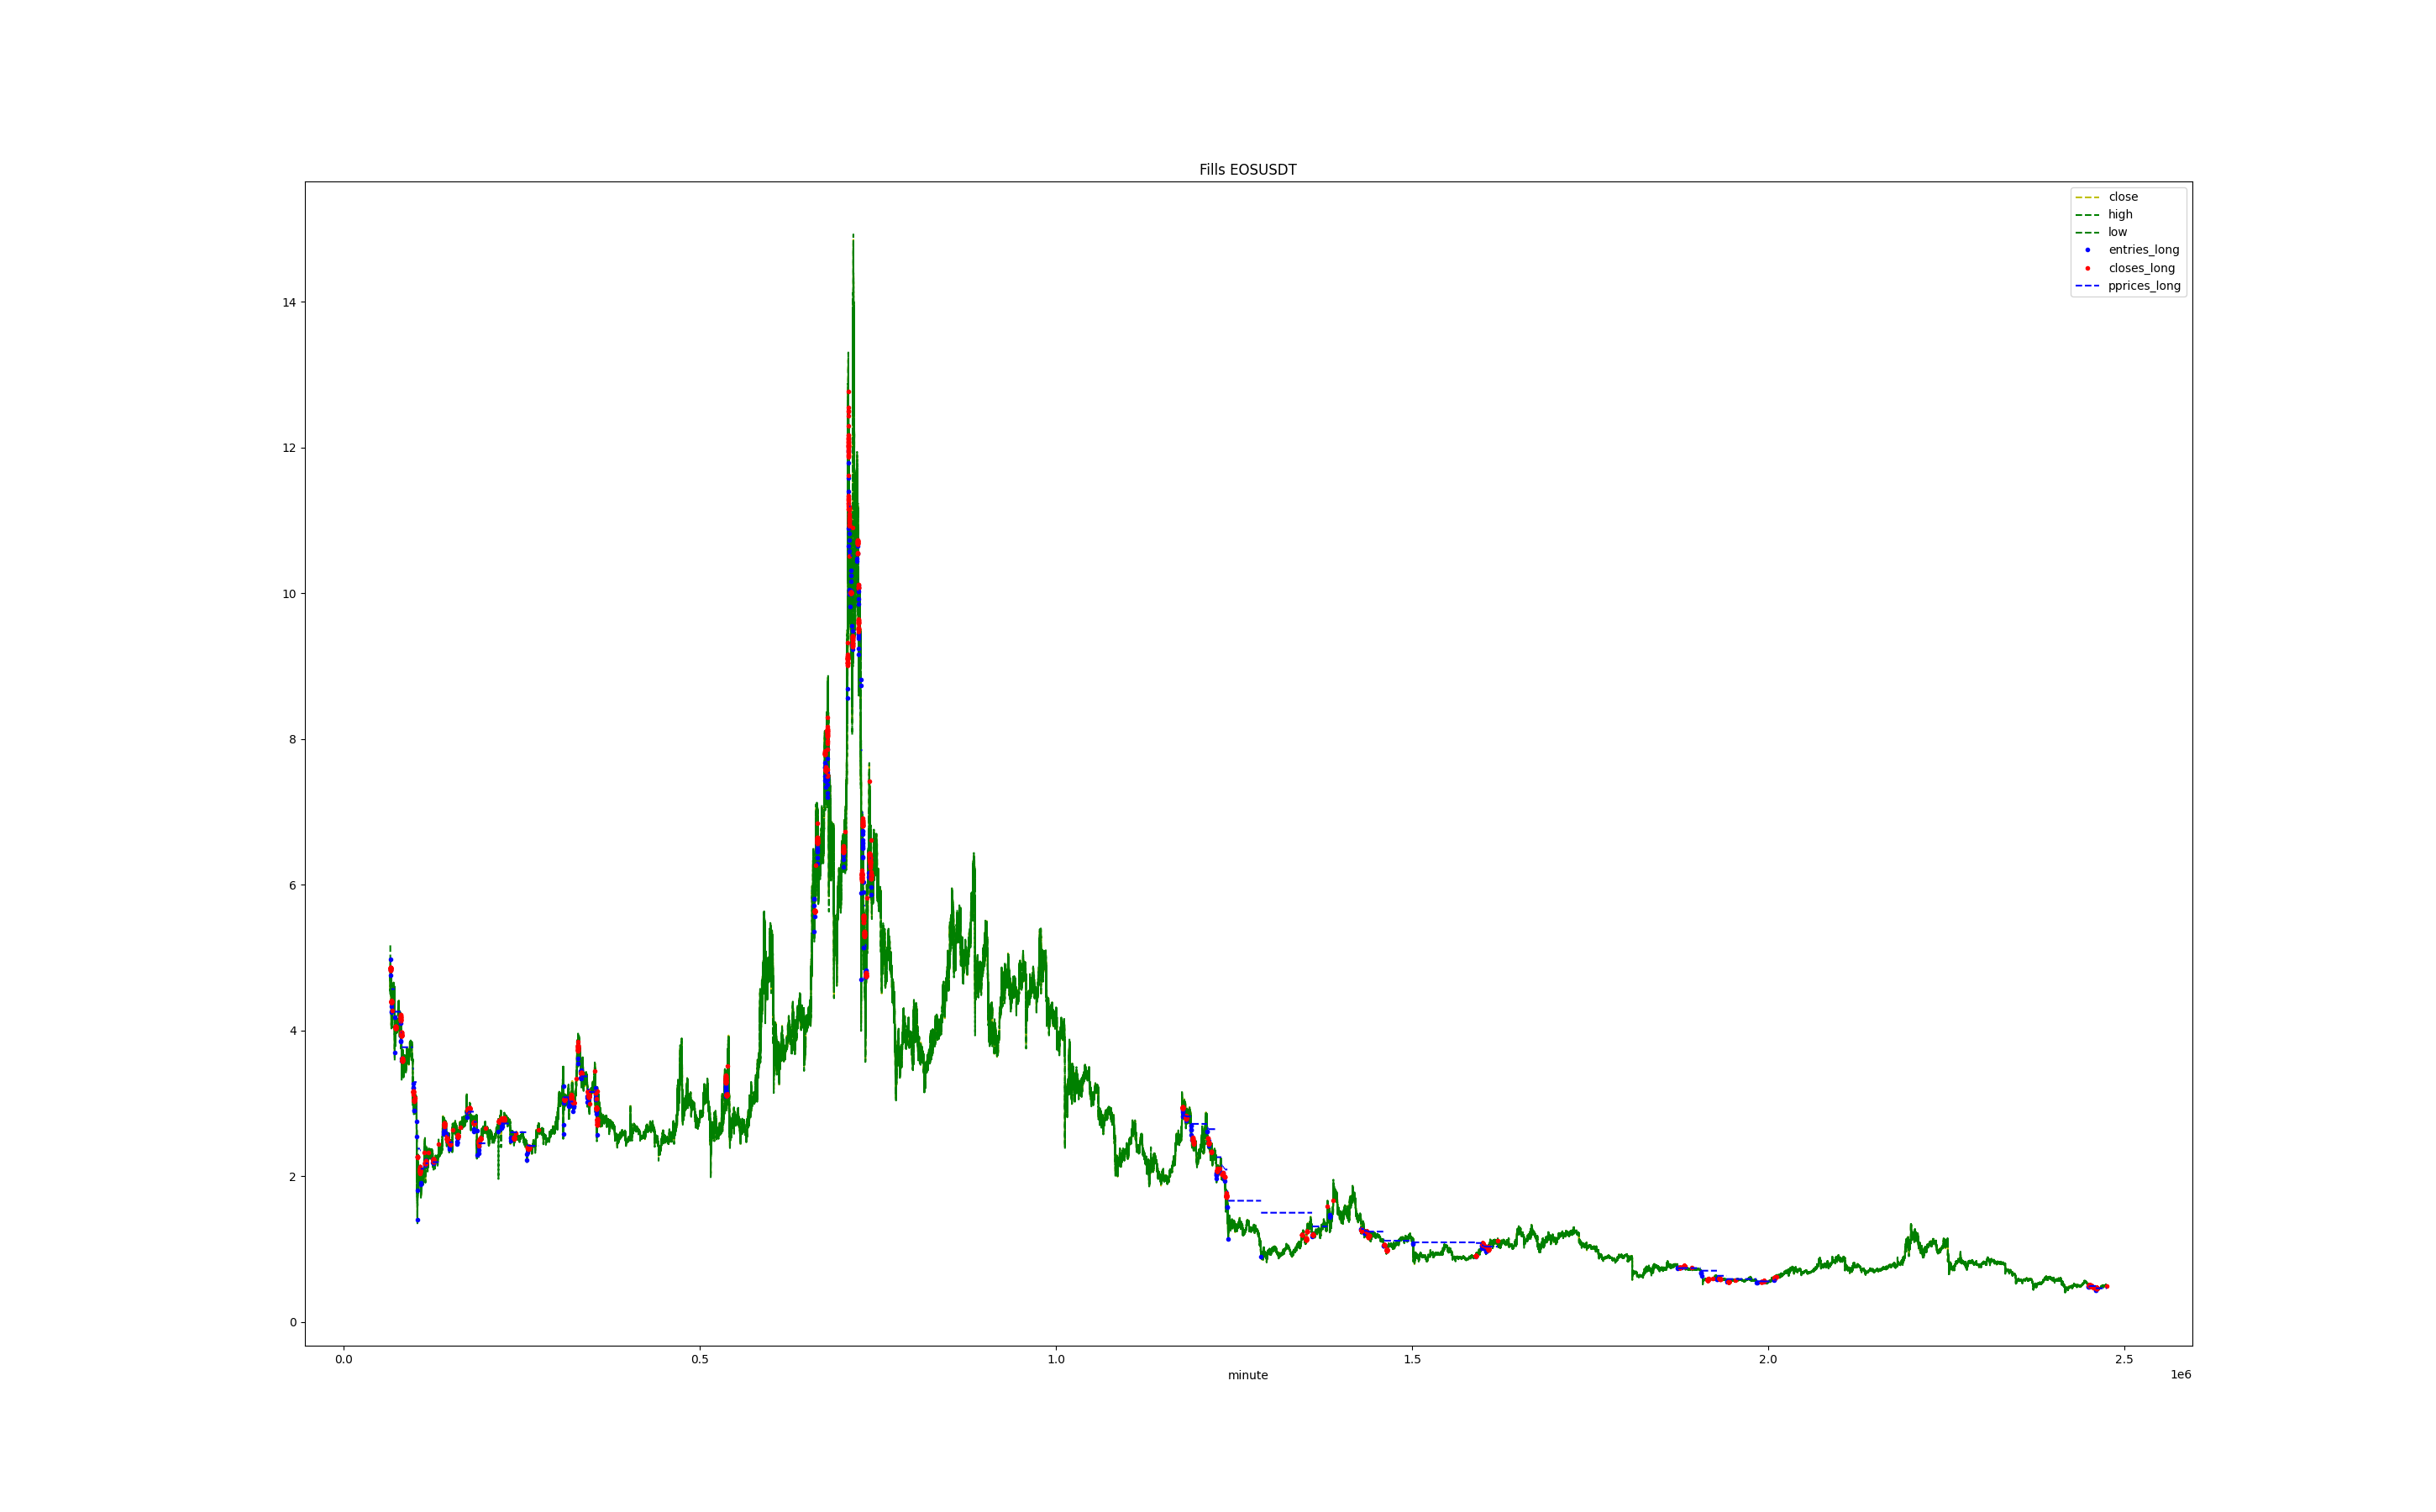 Fills EOSUSDT
close
high
low
entries_long
closes_long
pprices_long
14
12
10
8
6
4
2
0
0.0 0.5 1.0 1.5 2.0 2.5
minute
1e6